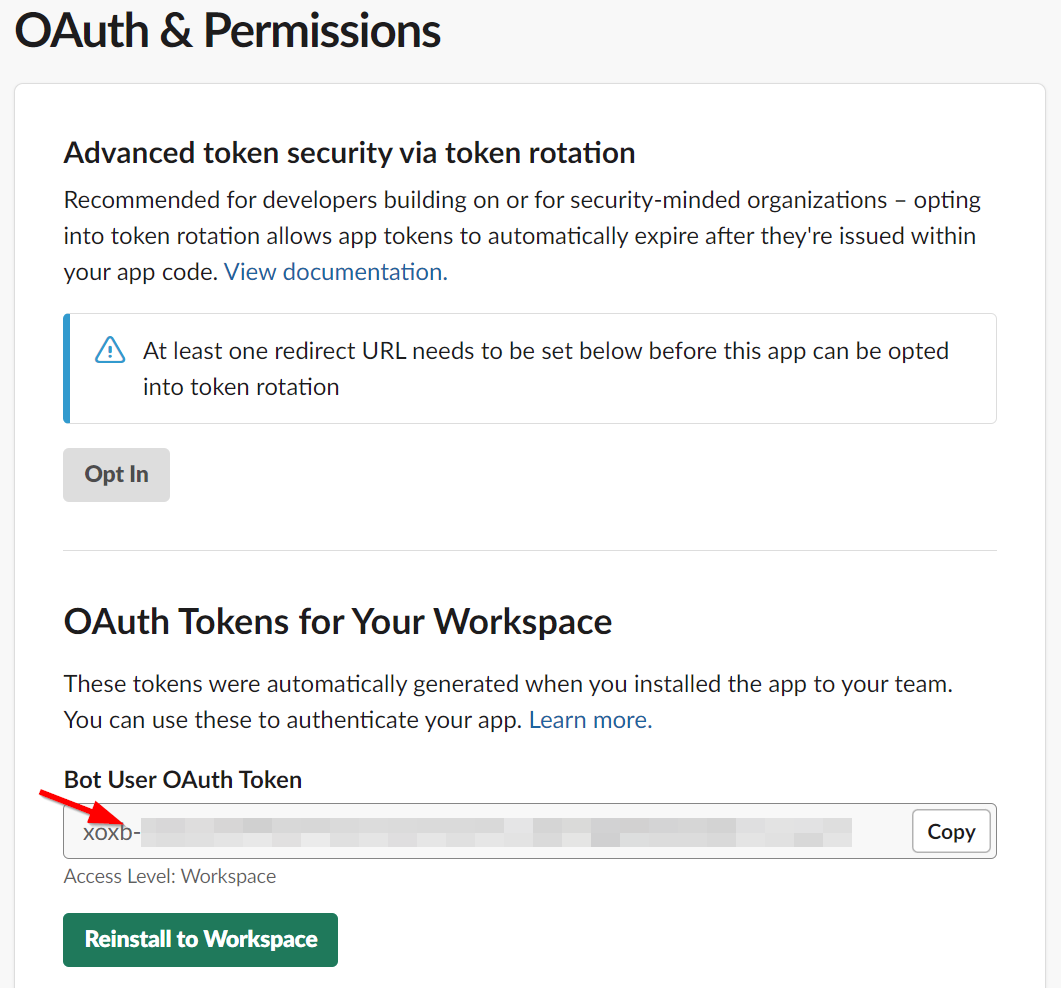 OAuth & Permissions
Advanced token security via token rotation
Recommended for developers building on or for security-minded organizations – opting
into token rotation allows app tokens to automatically expire after they're issued within
your app code. View documentation.
At least one redirect URL needs to be set below before this app can be opted
into token rotation
Opt In
OAuth Tokens for Your Workspace
These tokens were automatically generated when you installed the app to your team.
You can use these to authenticate your app. Learn more.
Bot User OAuth Token
xoxb-
Copy
Access Level: Workspace
Reinstall to Workspace